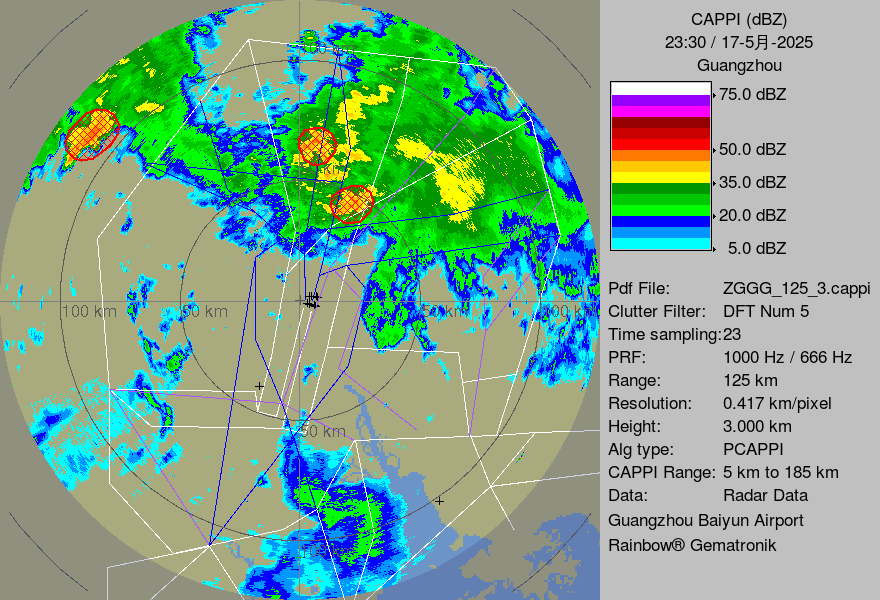 CAPPI (dBZ)
23:30 / 17-5月-2025
Guangzhou
75.0 dBZ
50.0 dBZ
35.0 dBZ
20.0 dBZ
5.0 dBZ
Pdf File: ZGGG_125_3.cappi
Clutter Filter: DFT Num 5
Time sampling:23
PRF: 1000 Hz / 666 Hz
Range: 125 km
Resolution: 0.417 km/pixel
Height: 3.000 km
Alg type: PCAPPI
CAPPI Range: 5 km to 185 km
Data: Radar Data
Guangzhou Baiyun Airport
Rainbow® Gematronik
100 km
50 km
50 km
50 km